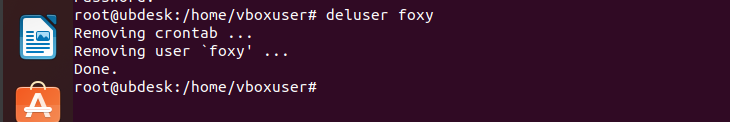 root@ubdesk:/home/vboxuser# deluser foxy
Removing crontab ...
Removing user `foxy' ...
Done.
root@ubdesk:/home/vboxuser#